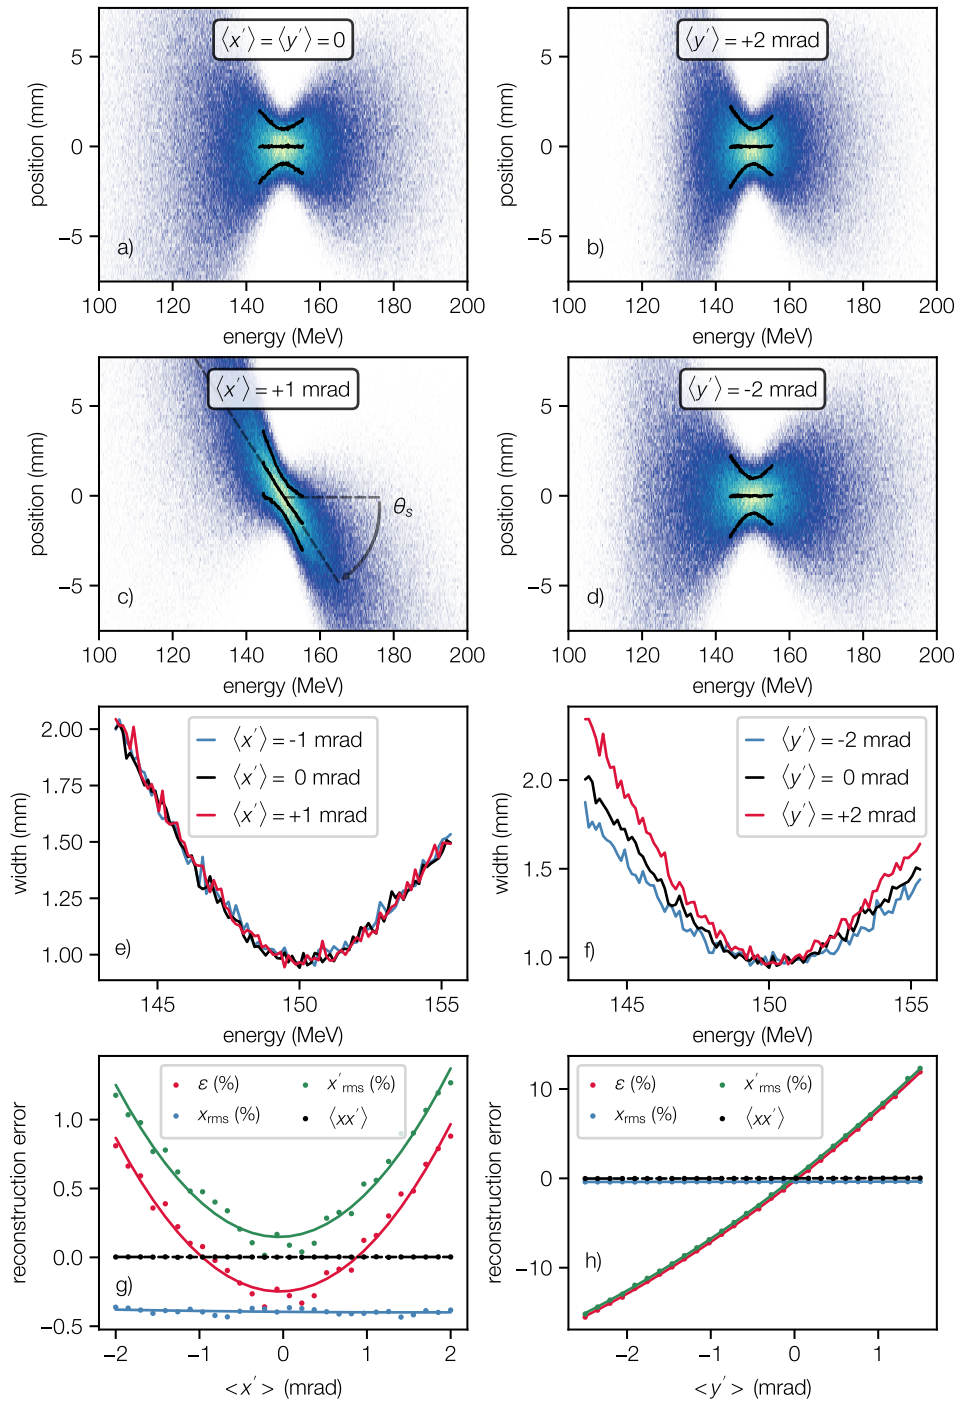 ⟨x′⟩ = ⟨y′⟩ = 0
5
0
−5
position (mm)
a)
100 120 140 160 180 200
energy (MeV)
⟨y′⟩ = +2 mrad
5
0
−5
position (mm)
b)
100 120 140 160 180 200
energy (MeV)
⟨x′⟩ = +1 mrad
5
0
−5
position (mm)
θs
c)
100 120 140 160 180 200
energy (MeV)
⟨y′⟩ = -2 mrad
5
0
−5
position (mm)
d)
100 120 140 160 180 200
energy (MeV)
2.00
1.75
1.50
1.25
1.00
width (mm)
⟨x′⟩ = -1 mrad
⟨x′⟩ = 0 mrad
⟨x′⟩ = +1 mrad
e)
145 150 155
energy (MeV)
2.0
1.5
1.0
width (mm)
⟨y′⟩ = -2 mrad
⟨y′⟩ = 0 mrad
⟨y′⟩ = +2 mrad
f)
145 150 155
energy (MeV)
1.0
0.5
0.0
−0.5
reconstruction error
ε (%)
xrms (%)
x′rms (%)
⟨xx′⟩
g)
−2 −1 0 1 2
<x′> (mrad)
10
0
−10
reconstruction error
ε (%)
xrms (%)
x′rms (%)
⟨xx′⟩
h)
−2 −1 0 1
<y′> (mrad)